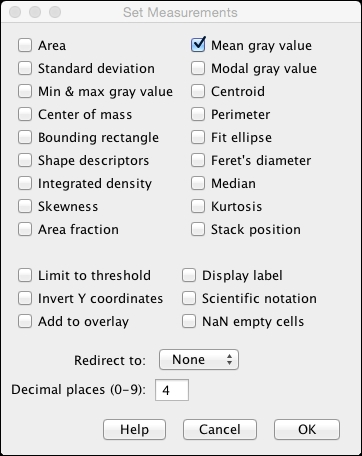 Set Measurements
Area Mean gray value
Standard deviation Modal gray value
Min & max gray value Centroid
Center of mass Perimeter
Bounding rectangle Fit ellipse
Shape descriptors Feret's diameter
Integrated density Median
Skewness Kurtosis
Area fraction Stack position
Limit to threshold Display label
Invert Y coordinates Scientific notation
Add to overlay NaN empty cells
Redirect to: None
Decimal places (0-9): 4
Help Cancel OK